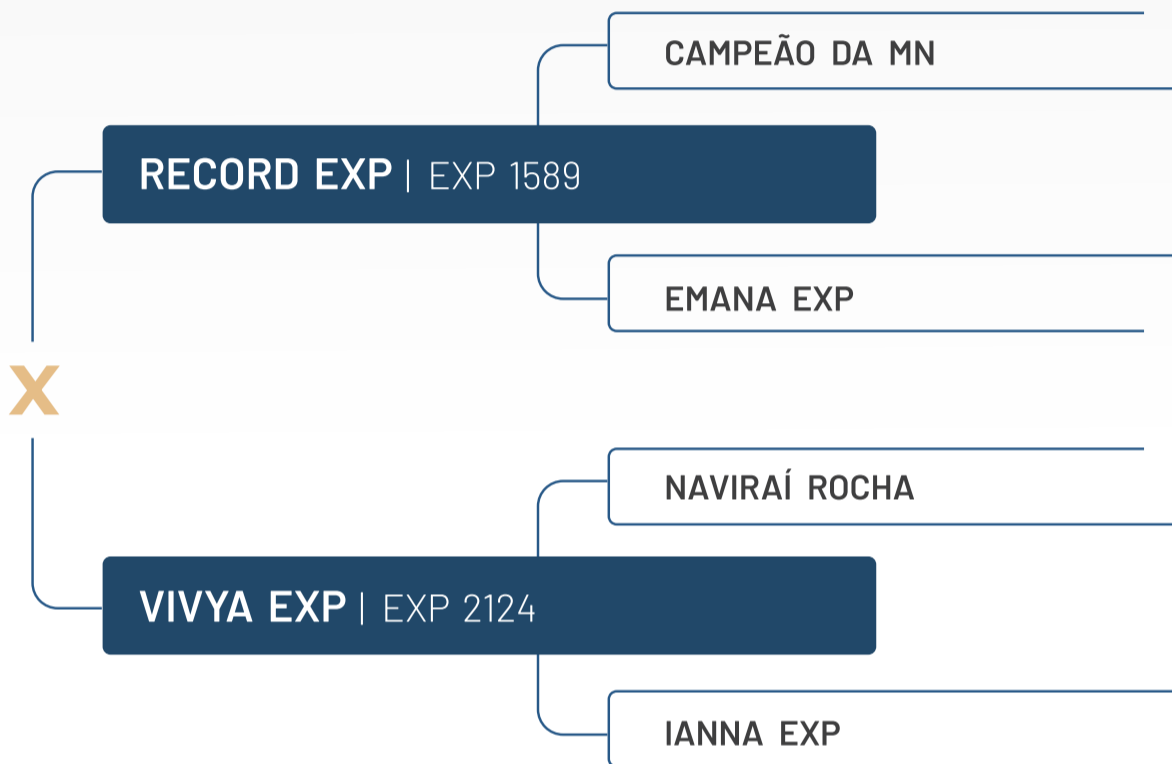 CAMPEÃO DA MN
RECORD EXP | EXP 1589
EMANA EXP
X
NAVIRAÍ ROCHA
VIVYA EXP | EXP 2124
IANNA EXP